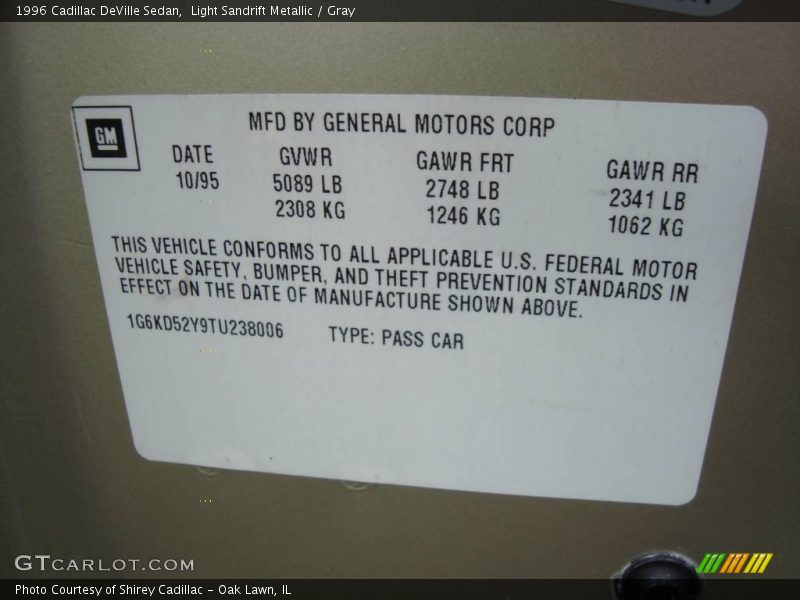 1996 Cadillac DeVille Sedan,  Light Sandrift Metallic / Gray
GM
MFD BY GENERAL MOTORS CORP
DATE GVWR GAWR FRT GAWR RR
10/95 5089 LB 2748 LB 2341 LB
2308 KG 1246 KG 1062 KG
THIS VEHICLE CONFORMS TO ALL APPLICABLE U.S. FEDERAL MOTOR
VEHICLE SAFETY, BUMPER, AND THEFT PREVENTION STANDARDS IN
EFFECT ON THE DATE OF MANUFACTURE SHOWN ABOVE.
1G6KD52Y9TU238006 TYPE: PASS CAR
GTCARLOT.COM
Photo Courtesy of Shirey Cadillac - Oak Lawn, IL